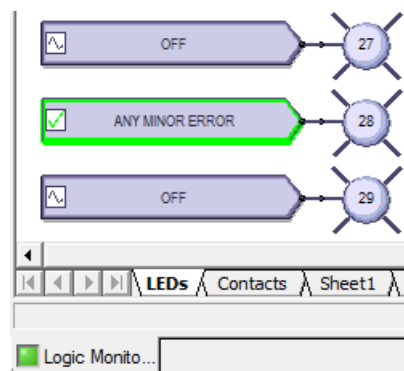 OFF 27
ANY MINOR ERROR 28
OFF 29
LEDs Contacts Sheet1
Logic Monito...